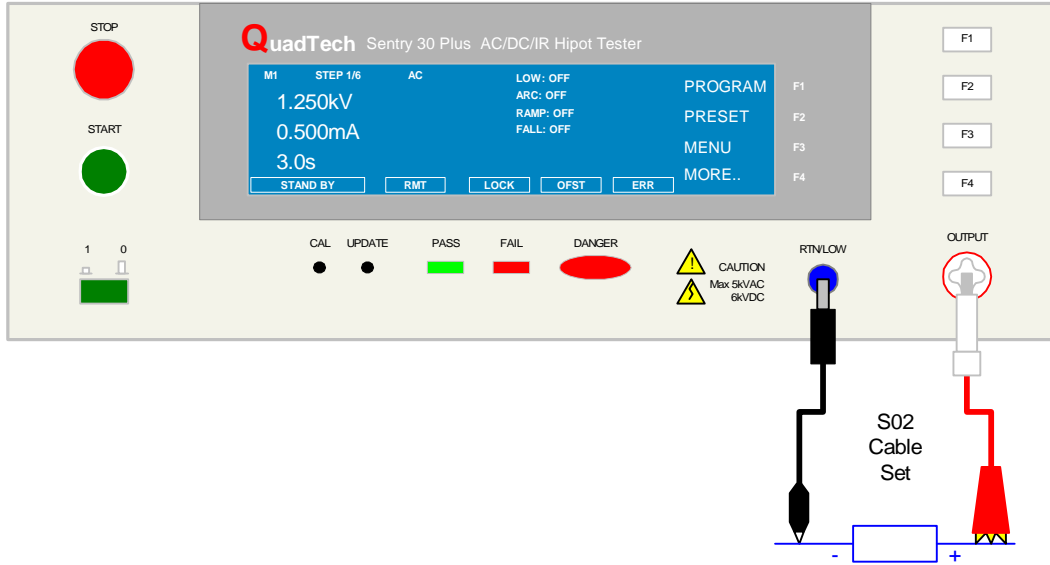 STOP
QuadTech Sentry 30 Plus AC/DC/IR Hipot Tester
F1
M1 STEP 1/6 AC LOW: OFF
ARC: OFF
RAMP: OFF
FALL: OFF
1.250kV
0.500mA
3.0s
PROGRAM F1
PRESET F2
MENU F3
MORE.. F4
STAND BY RMT LOCK OFST ERR
F2
F3
F4
START
1 0
CAL UPDATE PASS FAIL DANGER
! CAUTION
Max 5kVAC
6kVDC
RTN/LOW
OUTPUT
S02
Cable
Set
- +